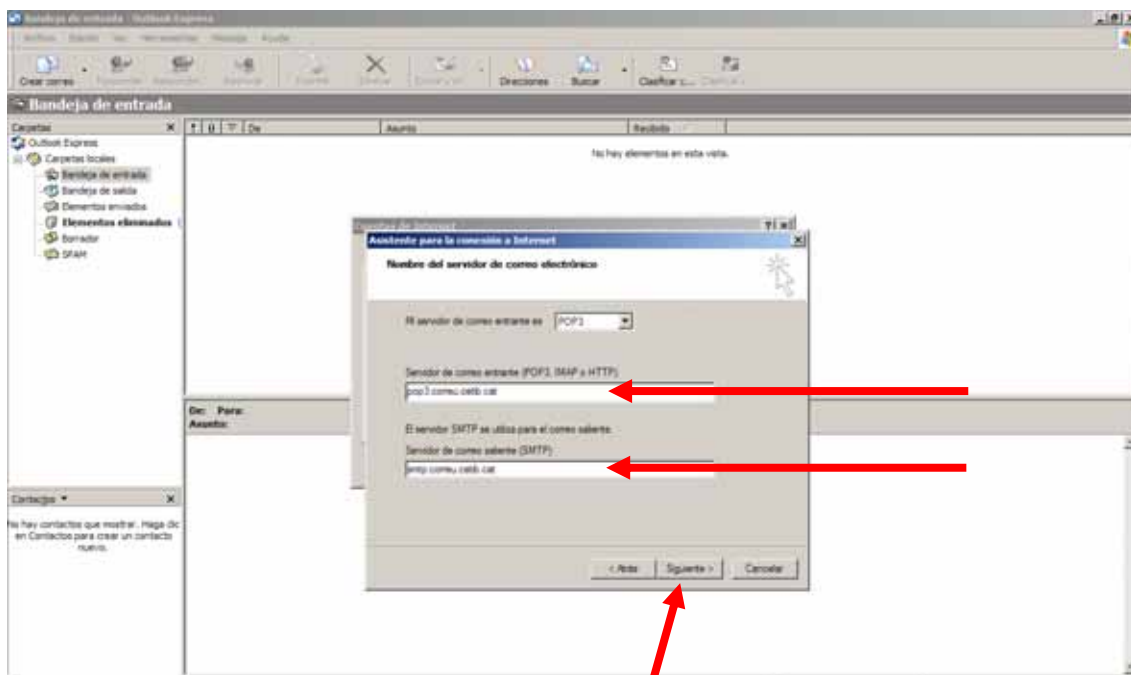 Bandeja de entrada - Outlook Express
Crear correo
Direcciones
Buscar
Bandeja de entrada
Carpetas
De
Asunto
Recibido
Outlook Express
Carpetas locales
Bandeja de entrada
Bandeja de salida
Elementos enviados
Elementos eliminados
Borrador
SPAM
No hay elementos en esta vista.
Asistente para la conexión a Internet
Nombre del servidor de correo electrónico
Mi servidor de correo entrante es
POP3
Servidor de correo entrante (POP3, IMAP o HTTP)
pop3.correu.cetib.cat
El servidor SMTP se utiliza para el correo saliente.
Servidor de correo saliente (SMTP)
smtp.correu.cetib.cat
< Atrás
Siguiente >
Cancelar
De: Para:
Asunto:
Contactos
No hay contactos que mostrar. Haga clic
en Contactos para crear un contacto
nuevo.